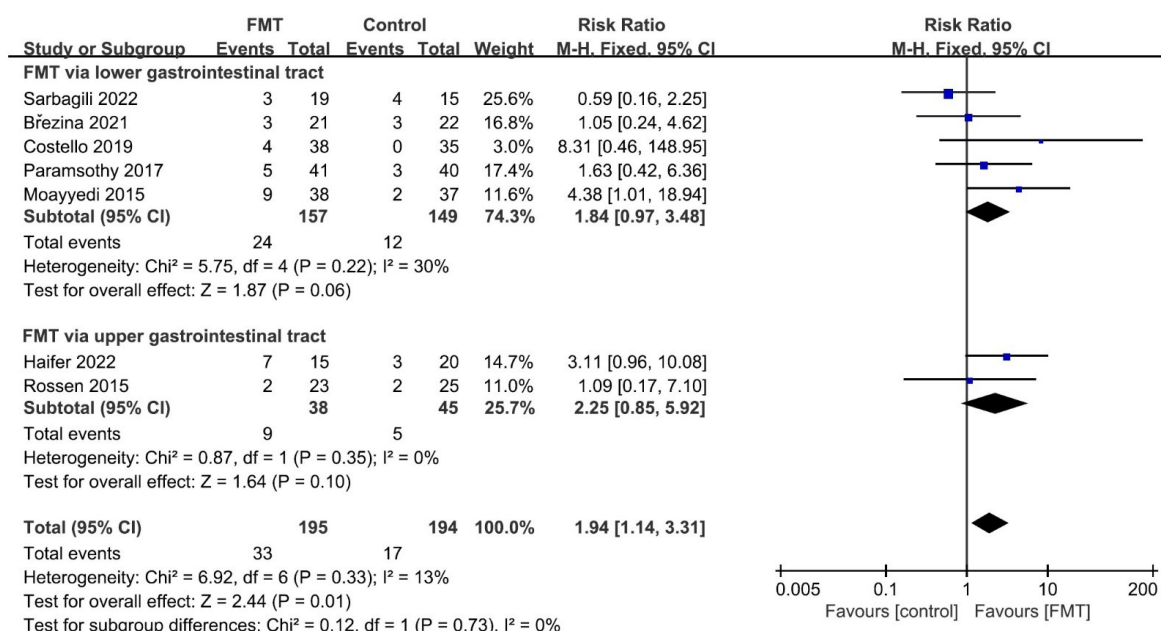 FMT Control Risk Ratio Risk Ratio
Study or Subgroup Events Total Events Total Weight M-H, Fixed, 95% CI M-H, Fixed, 95% CI
FMT via lower gastrointestinal tract
Sarbagili 2022 3 19 4 15 25.6% 0.59 [0.16, 2.25]
Březina 2021 3 21 3 22 16.8% 1.05 [0.24, 4.62]
Costello 2019 4 38 0 35 3.0% 8.31 [0.46, 148.95]
Paramsothy 2017 5 41 3 40 17.4% 1.63 [0.42, 6.36]
Moayyedi 2015 9 38 2 37 11.6% 4.38 [1.01, 18.94]
Subtotal (95% CI) 157 149 74.3% 1.84 [0.97, 3.48]
Total events 24 12
Heterogeneity: Chi² = 5.75, df = 4 (P = 0.22); I² = 30%
Test for overall effect: Z = 1.87 (P = 0.06)
FMT via upper gastrointestinal tract
Haifer 2022 7 15 3 20 14.7% 3.11 [0.96, 10.08]
Rossen 2015 2 23 2 25 11.0% 1.09 [0.17, 7.10]
Subtotal (95% CI) 38 45 25.7% 2.25 [0.85, 5.92]
Total events 9 5
Heterogeneity: Chi² = 0.87, df = 1 (P = 0.35); I² = 0%
Test for overall effect: Z = 1.64 (P = 0.10)
Total (95% CI) 195 194 100.0% 1.94 [1.14, 3.31]
Total events 33 17
Heterogeneity: Chi² = 6.92, df = 6 (P = 0.33); I² = 13%
Test for overall effect: Z = 2.44 (P = 0.01)
Test for subgroup differences: Chi² = 0.12, df = 1 (P = 0.73), I² = 0%
0.005 0.1 1 10 200
Favours [control] Favours [FMT]